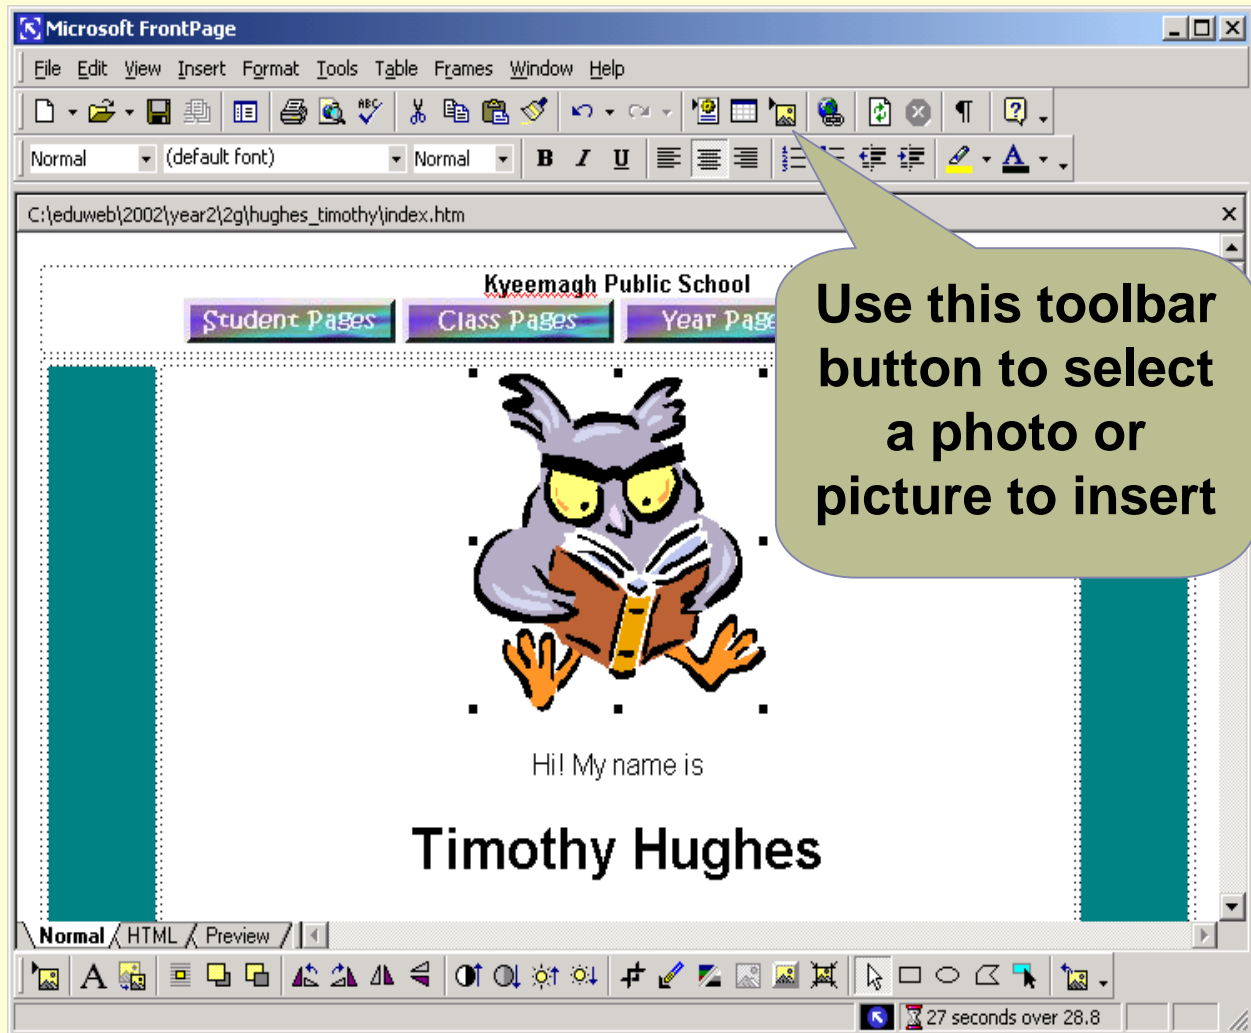 Microsoft FrontPage
File Edit View Insert Format Tools Table Frames Window Help
ABC
Normal (default font) Normal B I U A
C:\eduweb\2002\year2\2g\hughes_timothy\index.htm
Kyeemagh Public School
Student Pages Class Pages Year Page
Use this toolbar
button to select
a photo or
picture to insert
Hi! My name is
Timothy Hughes
Normal HTML Preview
A
27 seconds over 28.8